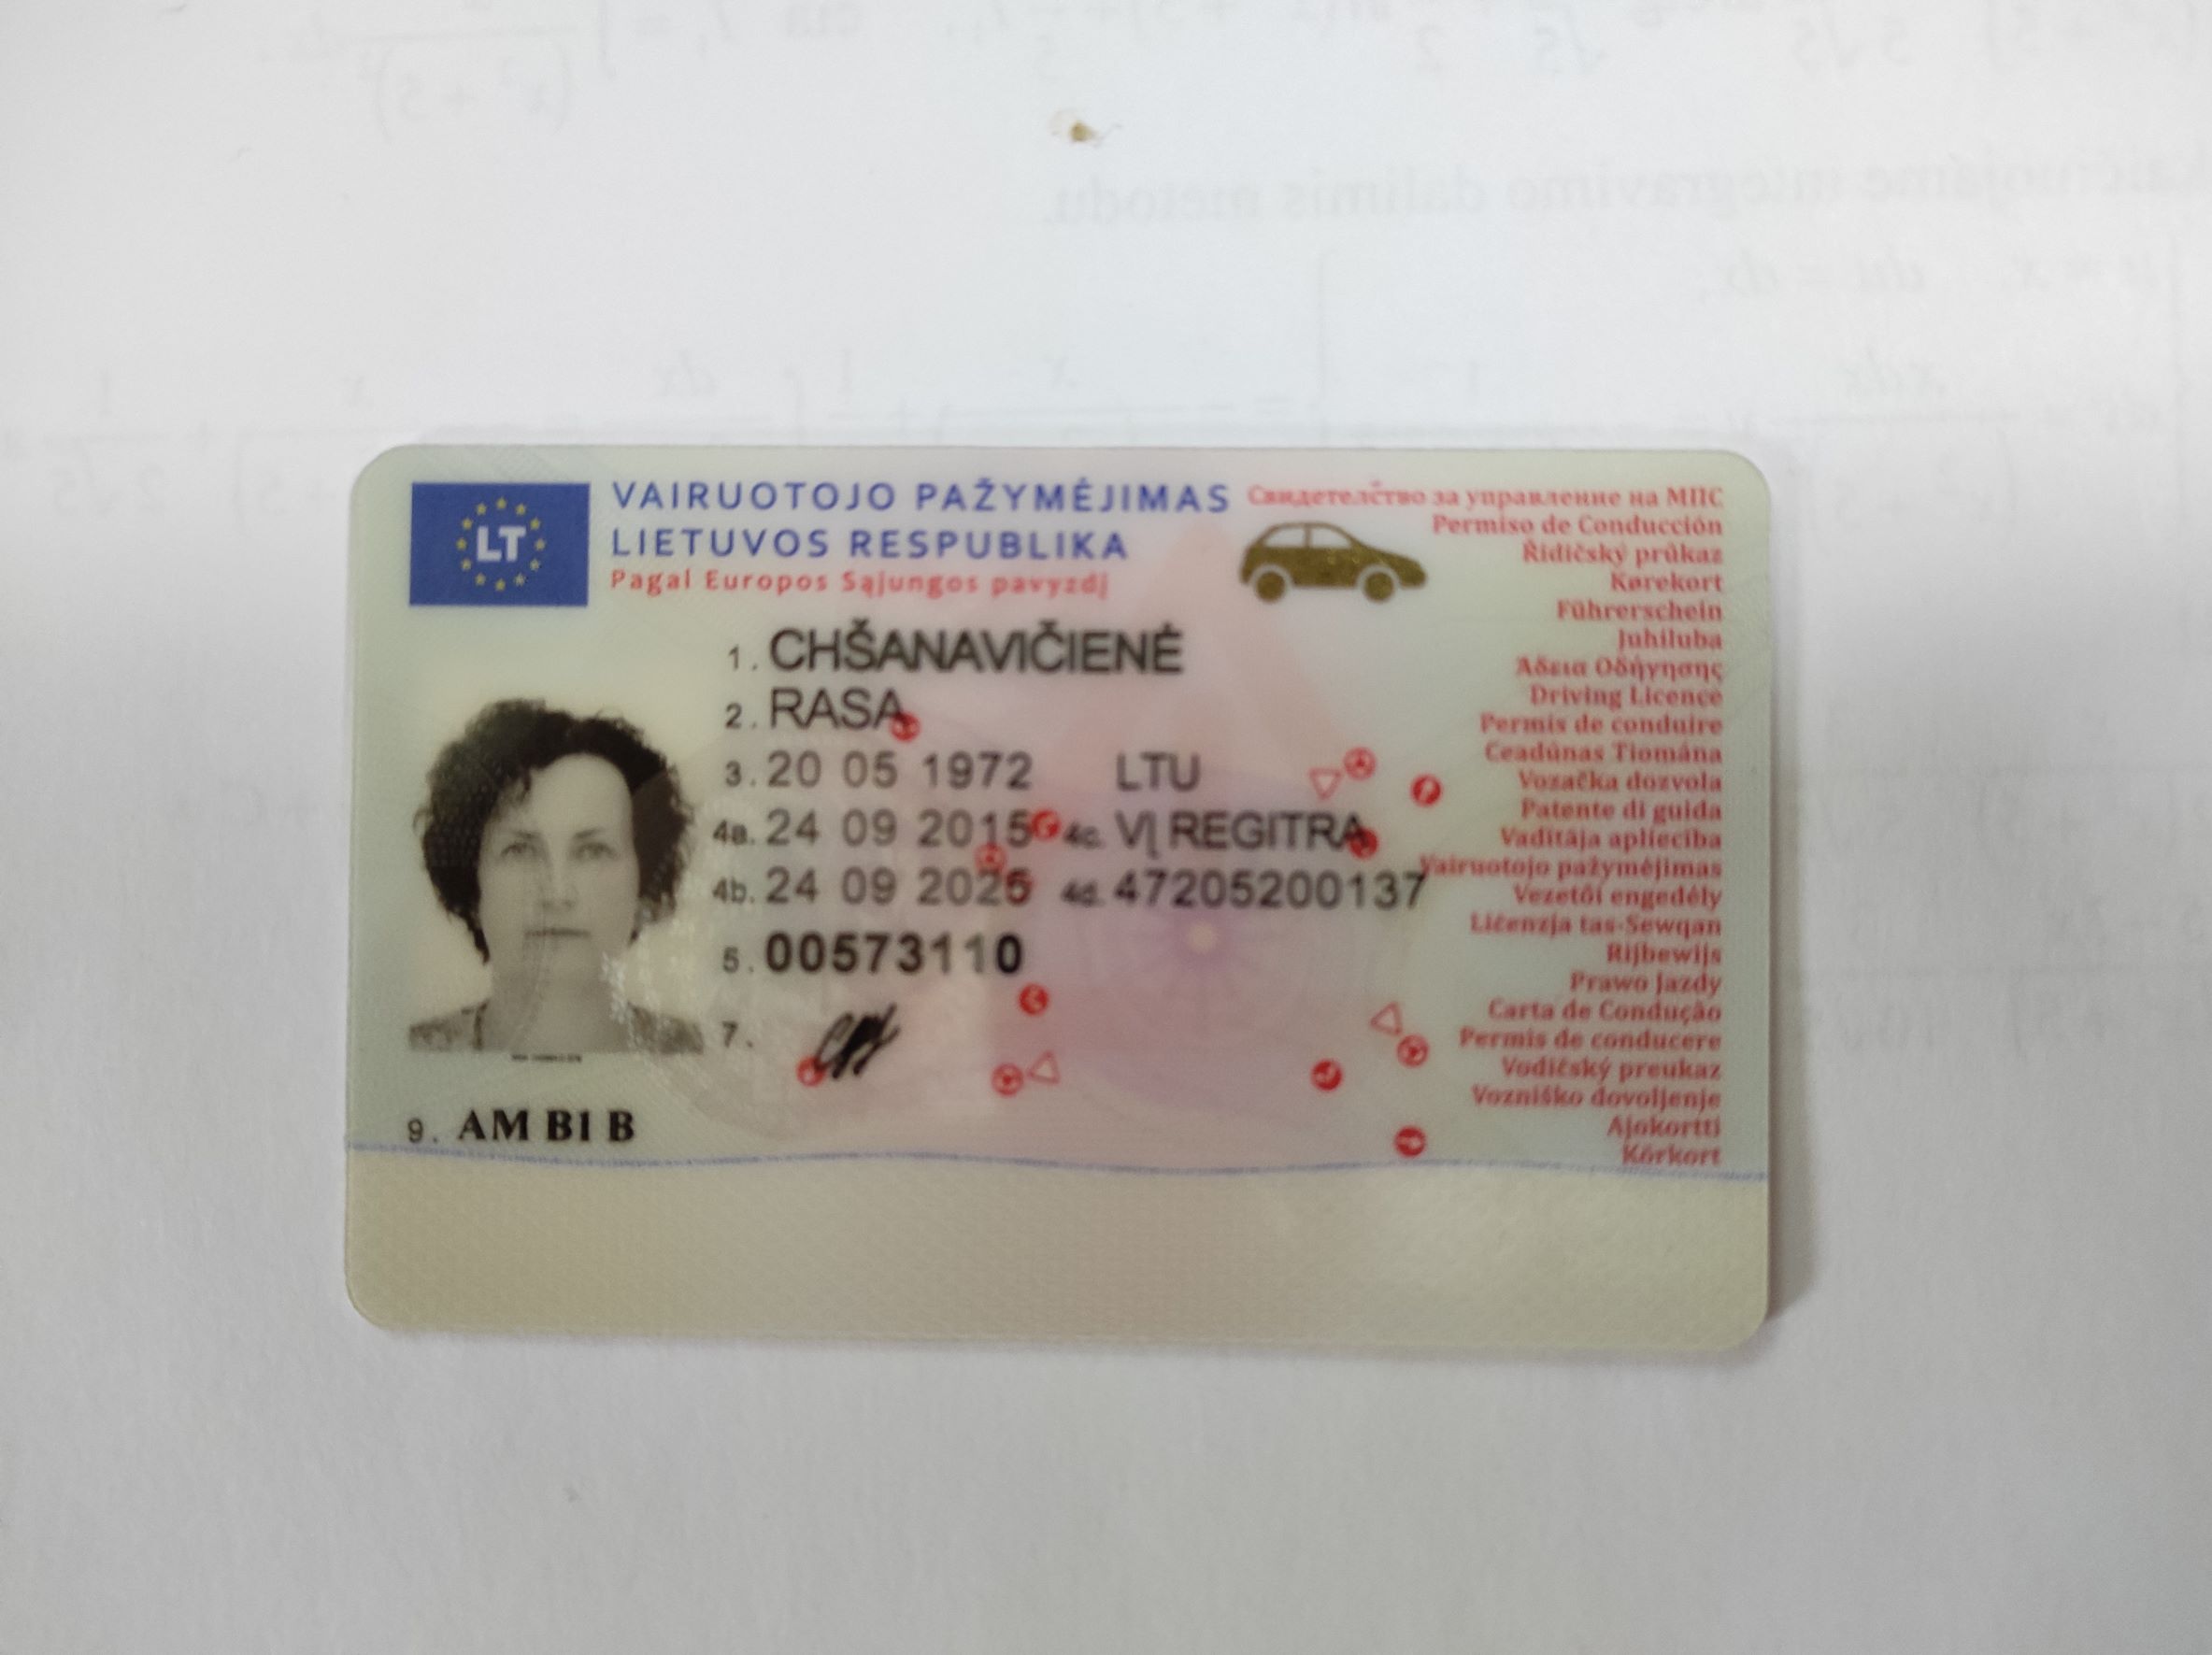 LT
VAIRUOTOJO PAŽYMĖJIMAS
LIETUVOS RESPUBLIKA
Pagal Europos Sąjungos pavyzdį
1. CHŠANAVIČIENĖ
2. RASA
3. 20 05 1972 LTU
4a. 24 09 2015 4c. VĮ REGITRA
4b. 24 09 2025 4d. 47205200137
5. 00573110
7.
9. AM B1 B
Свидетелство за управление на МПС
Permiso de Conducción
Řidičský průkaz
Kørekort
Führerschein
Juhiluba
Άδεια Οδήγησης
Driving Licence
Permis de conduire
Ceadúnas Tiomána
Vozačka dozvola
Patente di guida
Vadītāja apliecība
Vairuotojo pažymėjimas
Vezetői engedély
Liċenzja tas-Sewqan
Rijbewijs
Prawo Jazdy
Carta de Condução
Permis de conducere
Vodičský preukaz
Vozniško dovoljenje
Ajokortti
Körkort